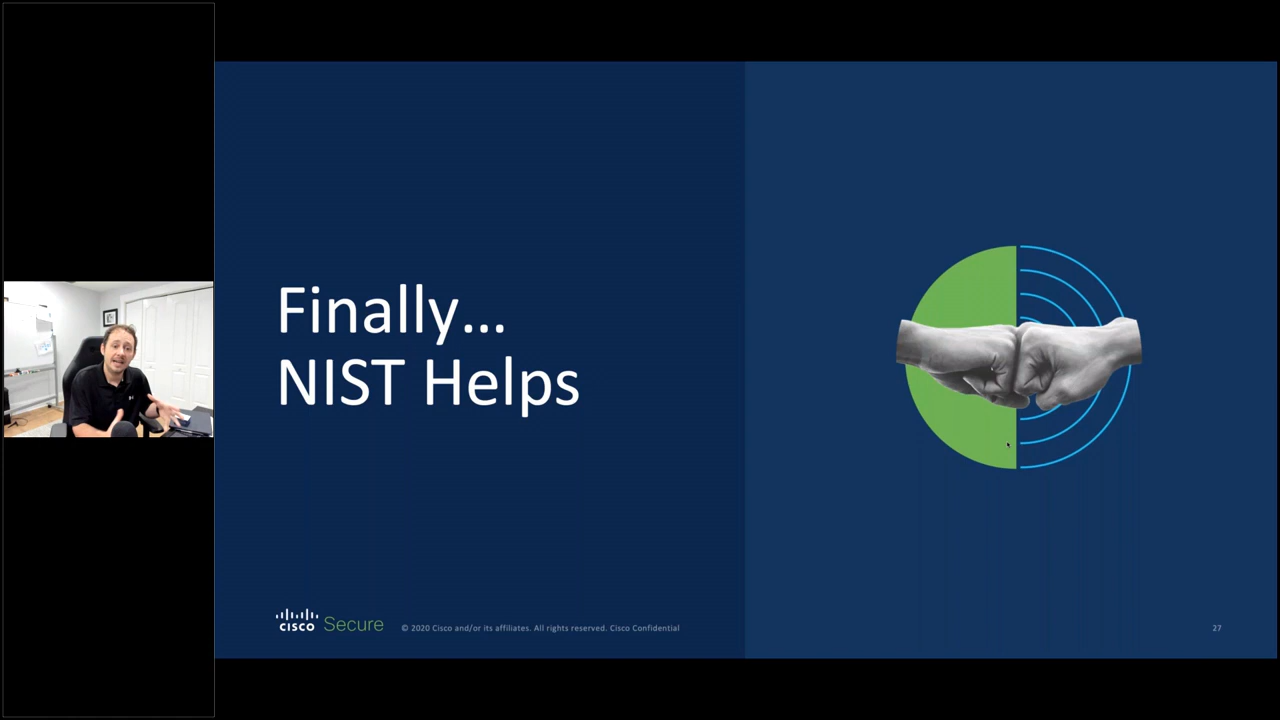 Finally...
NIST Helps
CISCO Secure
© 2020 Cisco and/or its affiliates. All rights reserved. Cisco Confidential
27